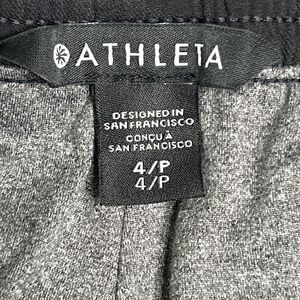 ATHLETA
DESIGNED IN
SAN FRANCISCO
CONÇU À
SAN FRANCISCO
4/P
4/P